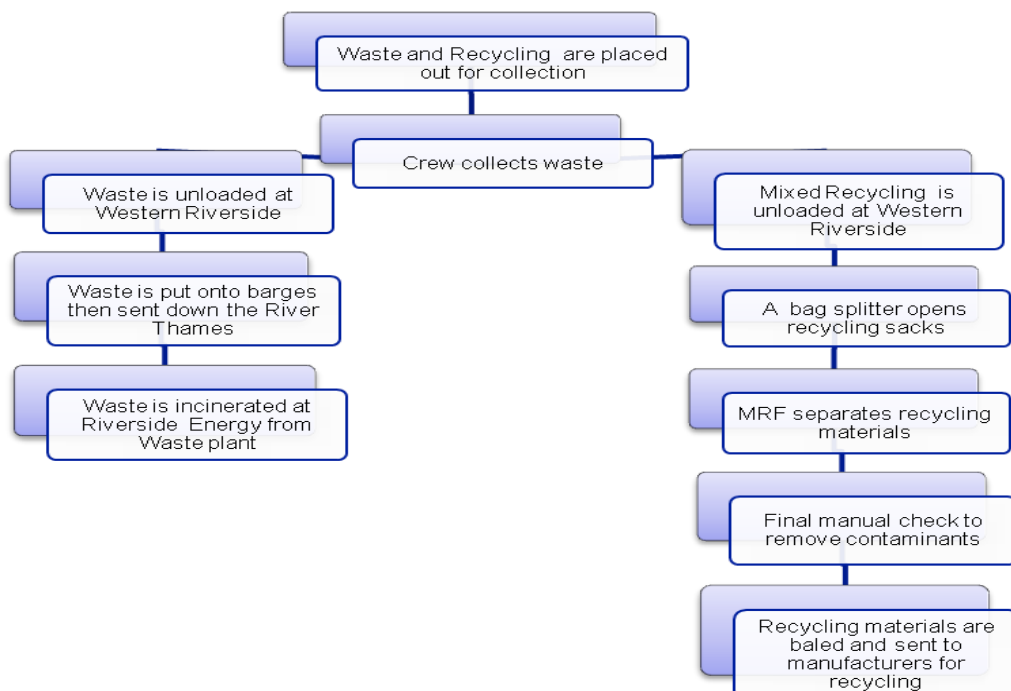 Waste and Recycling are placed
out for collection
Crew collects waste
Waste is unloaded at
Western Riverside
Waste is put onto barges
then sent down the River
Thames
Waste is incinerated at
Riverside Energy from
Waste plant
Mixed Recycling is
unloaded at Western
Riverside
A bag splitter opens
recycling sacks
MRF separates recycling
materials
Final manual check to
remove contaminants
Recycling materials are
baled and sent to
manufacturers for
recycling